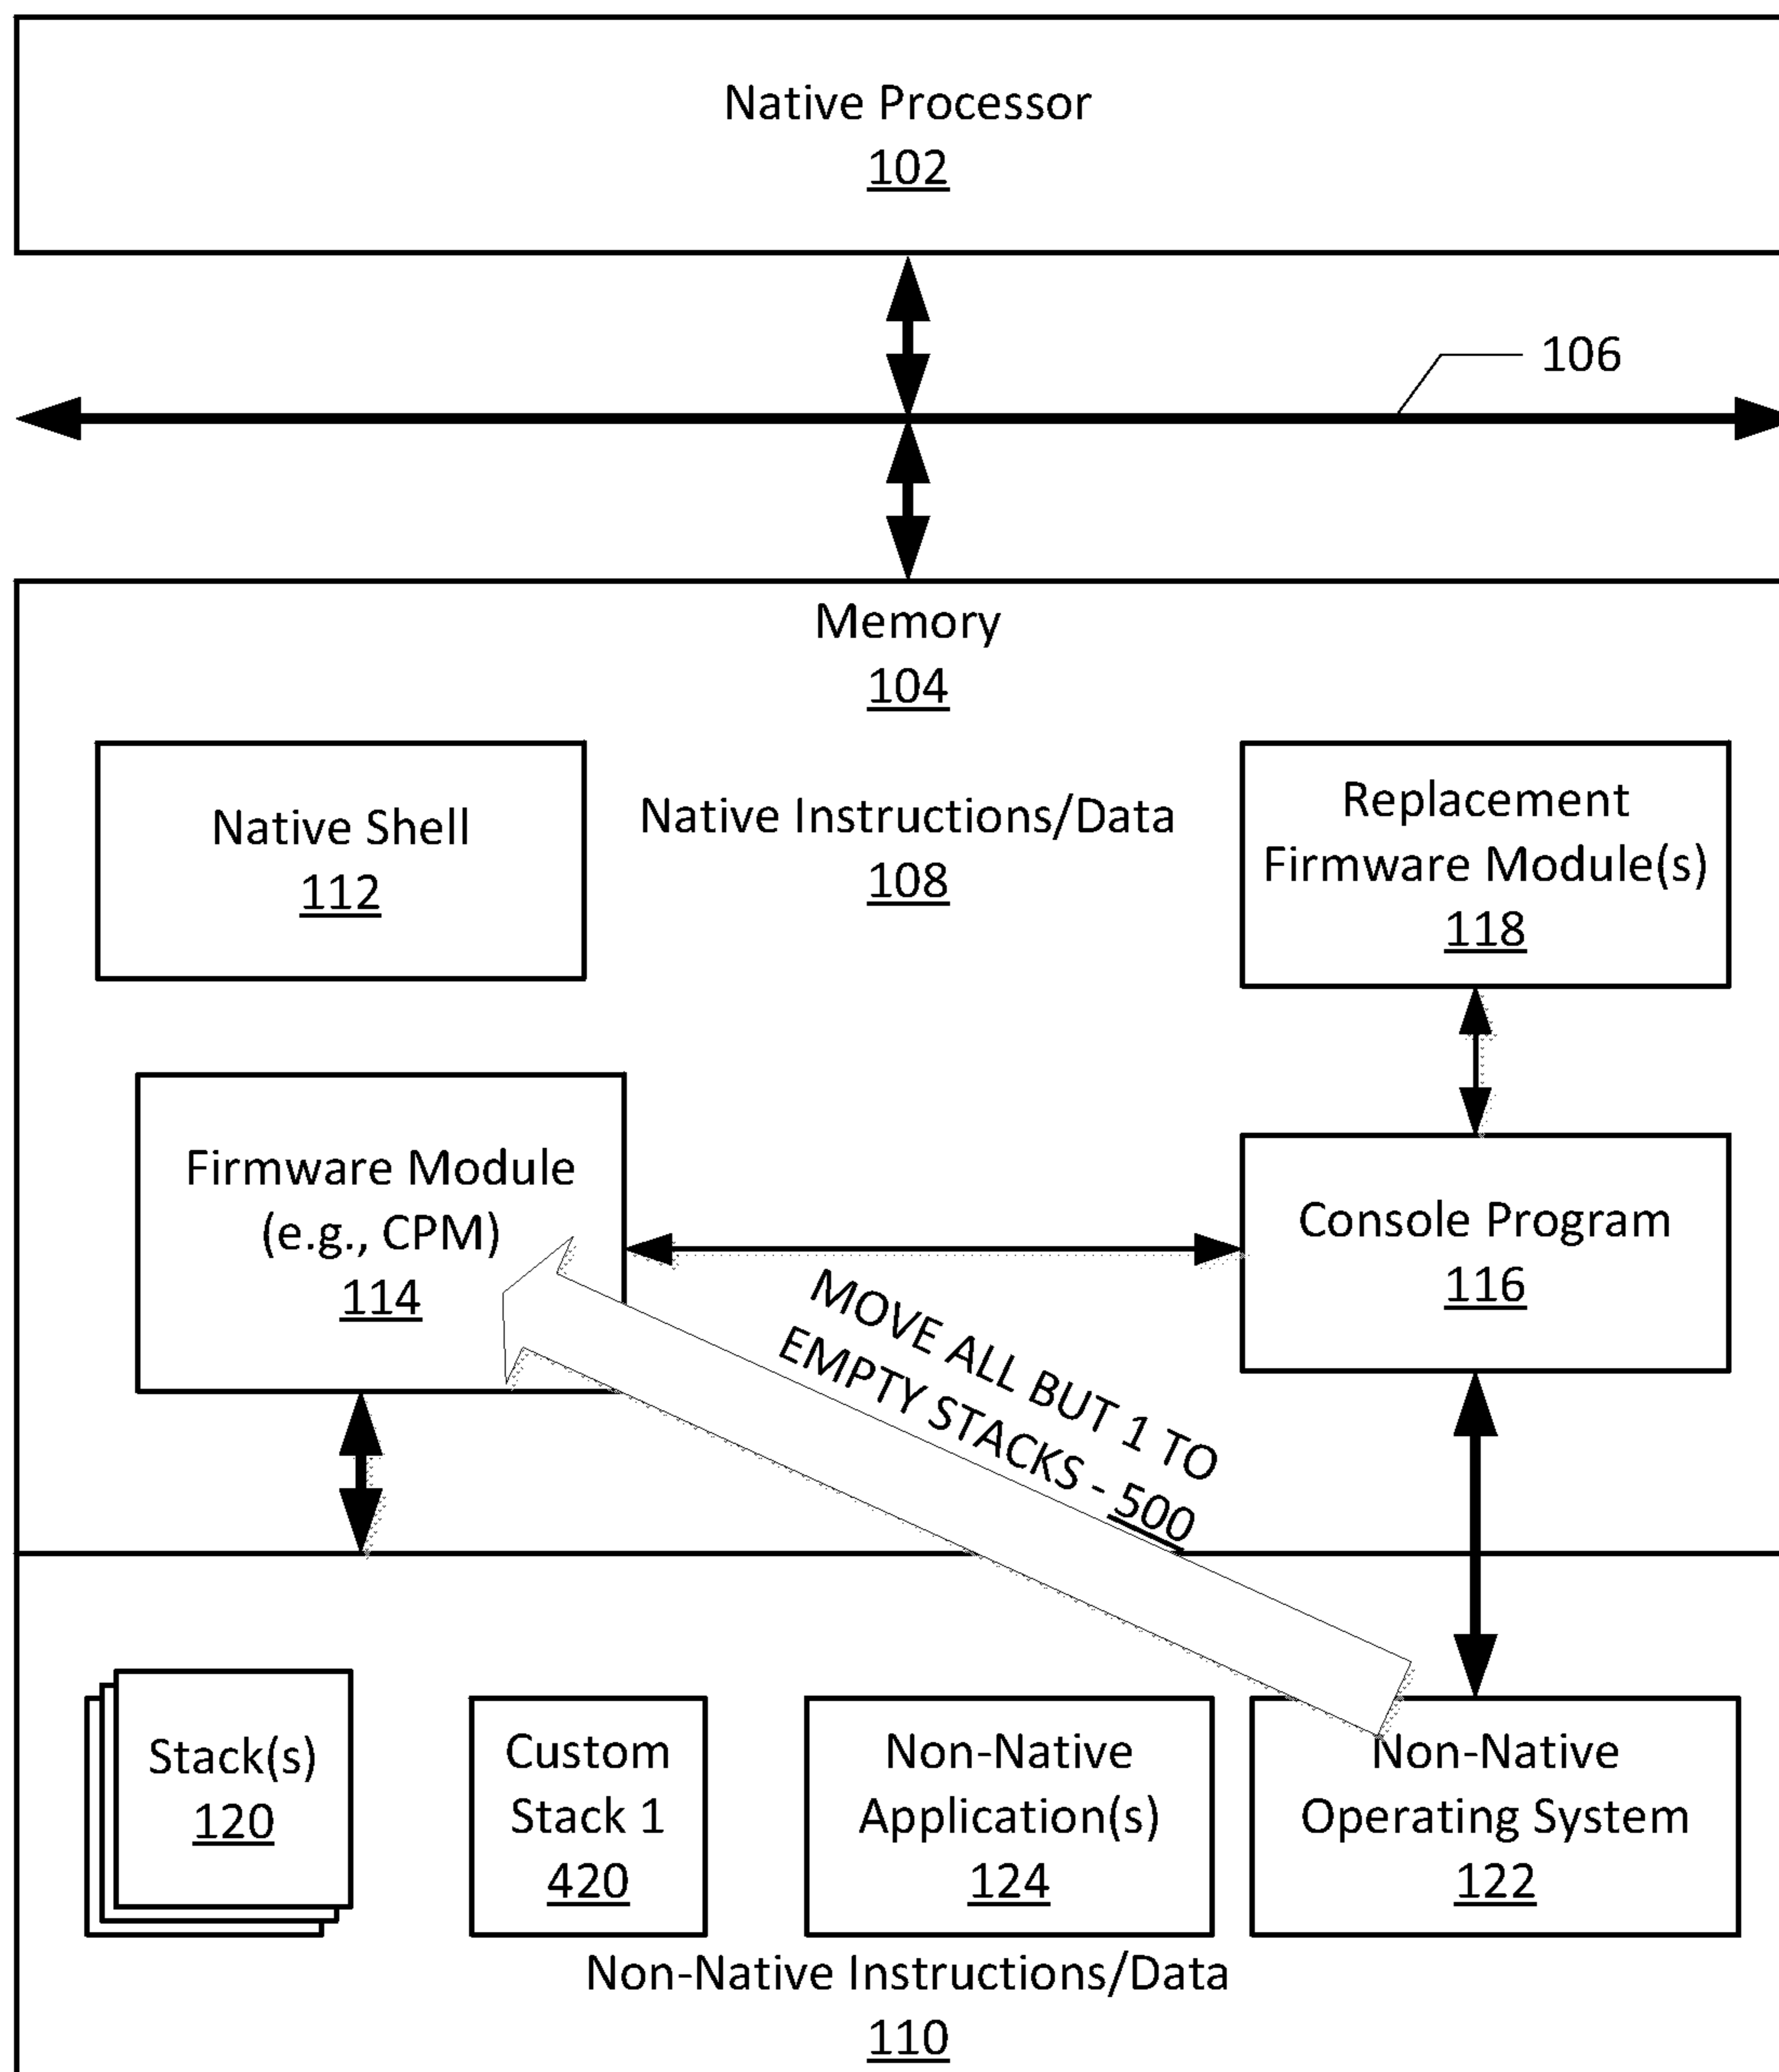 Native Processor
102
106
Memory
104
Native Shell
112
Native Instructions/Data
108
Replacement
Firmware Module(s)
118
Firmware Module
(e.g., CPM)
114
Console Program
116
MOVE ALL BUT 1 TO
EMPTY STACKS - 500
Stack(s)
120
Custom
Stack 1
420
Non-Native
Application(s)
124
Non-Native
Operating System
122
Non-Native Instructions/Data
110